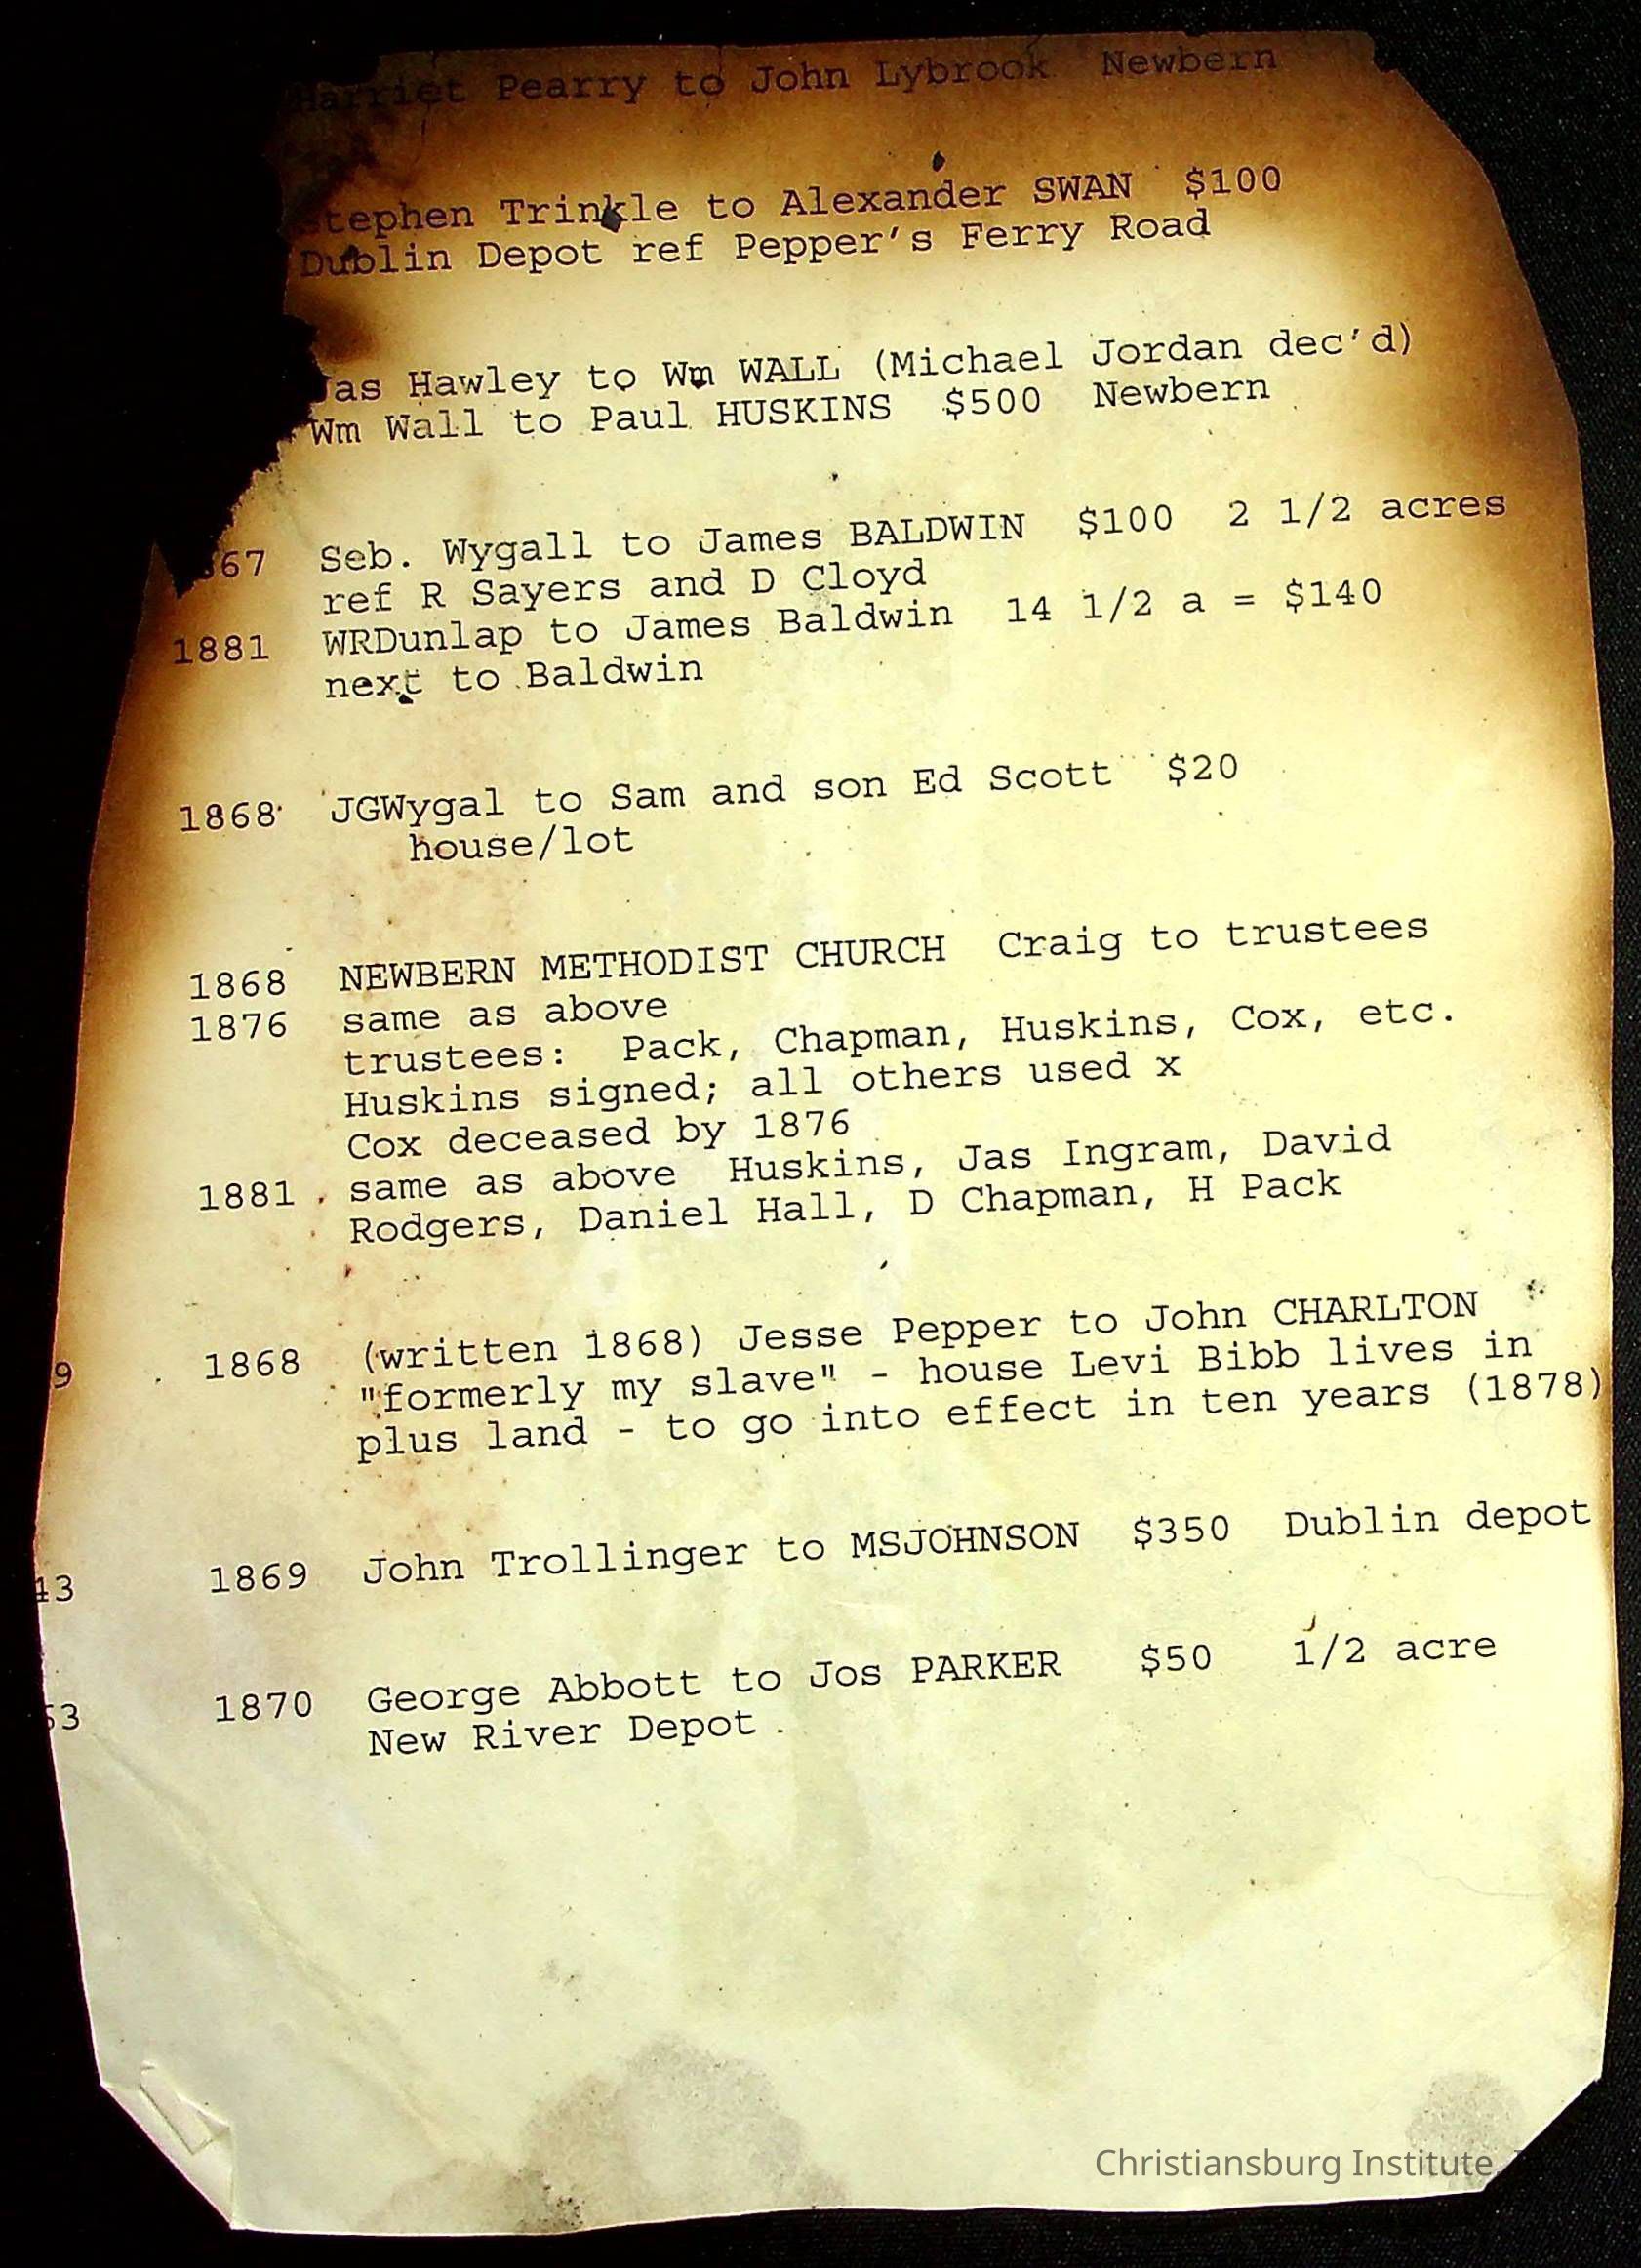 Harriet Pearry to John Lybrook Newbern
Stephen Trinkle to Alexander SWAN $100
Dublin Depot ref Pepper's Ferry Road
Jas Hawley to Wm WALL (Michael Jordan dec'd)
Wm Wall to Paul HUSKINS $500 Newbern
867 Seb. Wygall to James BALDWIN $100 2 1/2 acres
ref R Sayers and D Cloyd
1881 WRDunlap to James Baldwin 14 1/2 a = $140
next to Baldwin
1868 JGWygal to Sam and son Ed Scott $20
house/lot
1868 NEWBERN METHODIST CHURCH Craig to trustees
1876 same as above
trustees: Pack, Chapman, Huskins, Cox, etc.
Huskins signed; all others used x
Cox deceased by 1876
1881 same as above Huskins, Jas Ingram, David
Rodgers, Daniel Hall, D Chapman, H Pack
9 1868 (written 1868) Jesse Pepper to John CHARLTON
"formerly my slave" - house Levi Bibb lives in
plus land - to go into effect in ten years (1878)
13 1869 John Trollinger to MSJOHNSON $350 Dublin depot
53 1870 George Abbott to Jos PARKER $50 1/2 acre
New River Depot
Christiansburg Institute,